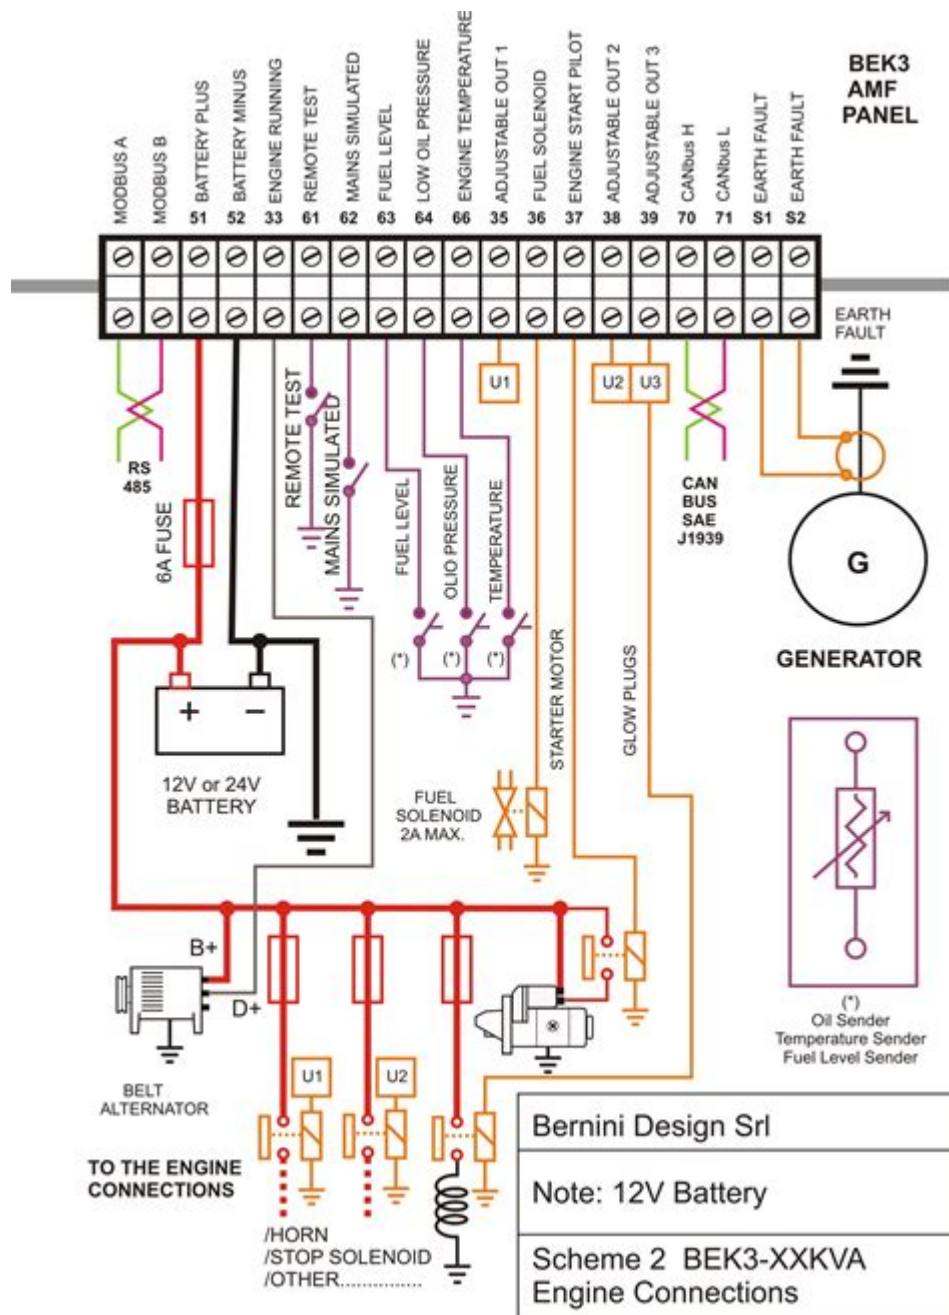 BEK3
AMF
PANEL
MODBUS A
MODBUS B
BATTERY PLUS
BATTERY MINUS
ENGINE RUNNING
REMOTE TEST
MAINS SIMULATED
FUEL LEVEL
LOW OIL PRESSURE
ENGINE TEMPERATURE
ADJUSTABLE OUT 1
FUEL SOLENOID
ENGINE START PILOT
ADJUSTABLE OUT 2
ADJUSTABLE OUT 3
CANbus H
CANbus L
EARTH FAULT
EARTH FAULT
51 52 33 61 62 63 64 66 35 36 37 38 39 70 71 S1 S2
EARTH
FAULT
U1
U2
U3
RS
485
6A FUSE
REMOTE TEST
MAINS SIMULATED
FUEL LEVEL
OLIO PRESSURE
TEMPERATURE
(*)
(*)
(*)
CAN
BUS
SAE
J1939
G
GENERATOR
STARTER MOTOR
GLOW PLUGS
+ −
12V or 24V
BATTERY
FUEL
SOLENOID
2A MAX.
B+
D+
BELT
ALTERNATOR
U1
U2
(*)
Oil Sender
Temperature Sender
Fuel Level Sender
TO THE ENGINE
CONNECTIONS
/HORN
/STOP SOLENOID
/OTHER.................
Bernini Design Srl
Note: 12V Battery
Scheme 2 BEK3-XXKVA
Engine Connections